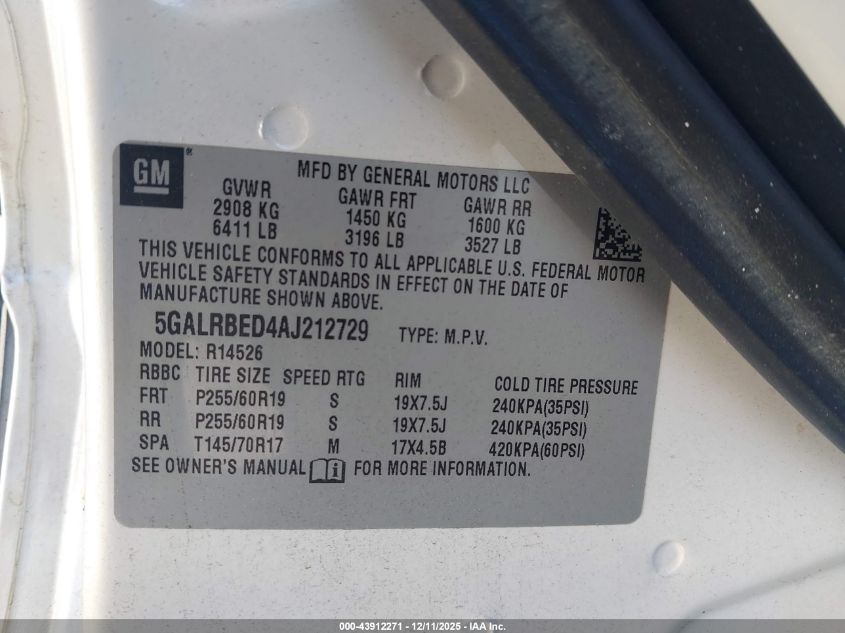 GM ®
MFD BY GENERAL MOTORS LLC
GVWR GAWR FRT GAWR RR
2908 KG 1450 KG 1600 KG
6411 LB 3196 LB 3527 LB
THIS VEHICLE CONFORMS TO ALL APPLICABLE U.S. FEDERAL MOTOR
VEHICLE SAFETY STANDARDS IN EFFECT ON THE DATE OF
MANUFACTURE SHOWN ABOVE.
5GALRBED4AJ212729 TYPE: M.P.V.
MODEL: R14526
RBBC TIRE SIZE SPEED RTG RIM COLD TIRE PRESSURE
FRT P255/60R19 S 19X7.5J 240KPA(35PSI)
RR P255/60R19 S 19X7.5J 240KPA(35PSI)
SPA T145/70R17 M 17X4.5B 420KPA(60PSI)
SEE OWNER'S MANUAL i FOR MORE INFORMATION.
000-43912271 - 12/11/2025 - IAA Inc.